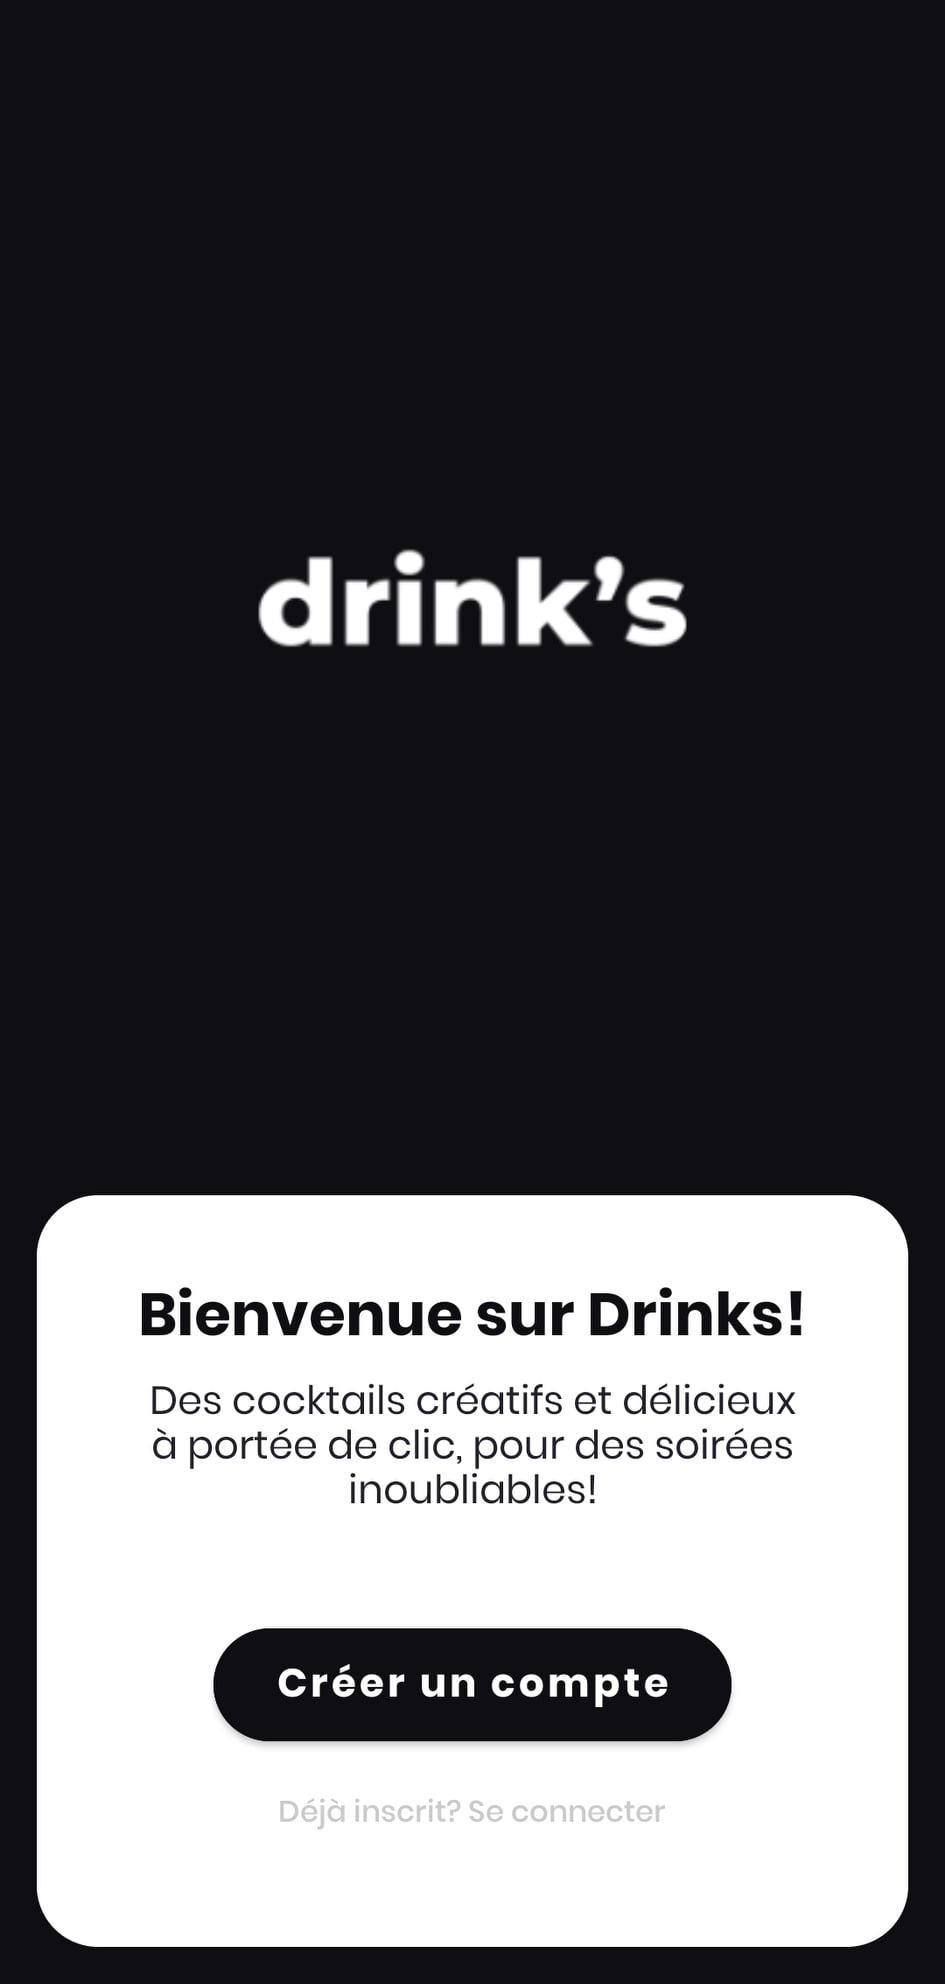 drink’s
Bienvenue sur Drinks!
Des cocktails créatifs et délicieux
à portée de clic, pour des soirées
inoubliables!
Créer un compte
Déjà inscrit? Se connecter